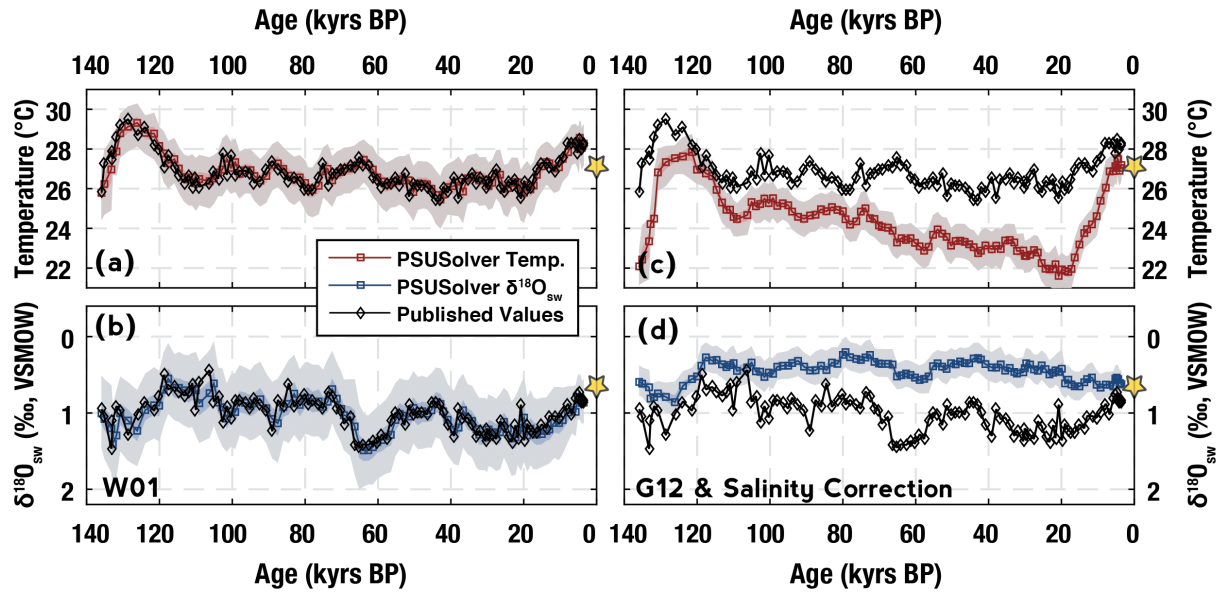 Age (kyrs BP)
Age (kyrs BP)
140 120 100 80 60 40 20 0
140 120 100 80 60 40 20 0
Temperature (°C)
30
28
26
24
22
(a)
30
28
26
24
22
Temperature (°C)
(c)
PSUSolver Temp.
PSUSolver δ¹⁸O_sw
Published Values
δ¹⁸O_sw (‰, VSMOW)
0
1
2
(b)
W01
(d)
G12 & Salinity Correction
0
1
2
δ¹⁸O_sw (‰, VSMOW)
140 120 100 80 60 40 20 0
140 120 100 80 60 40 20 0
Age (kyrs BP)
Age (kyrs BP)